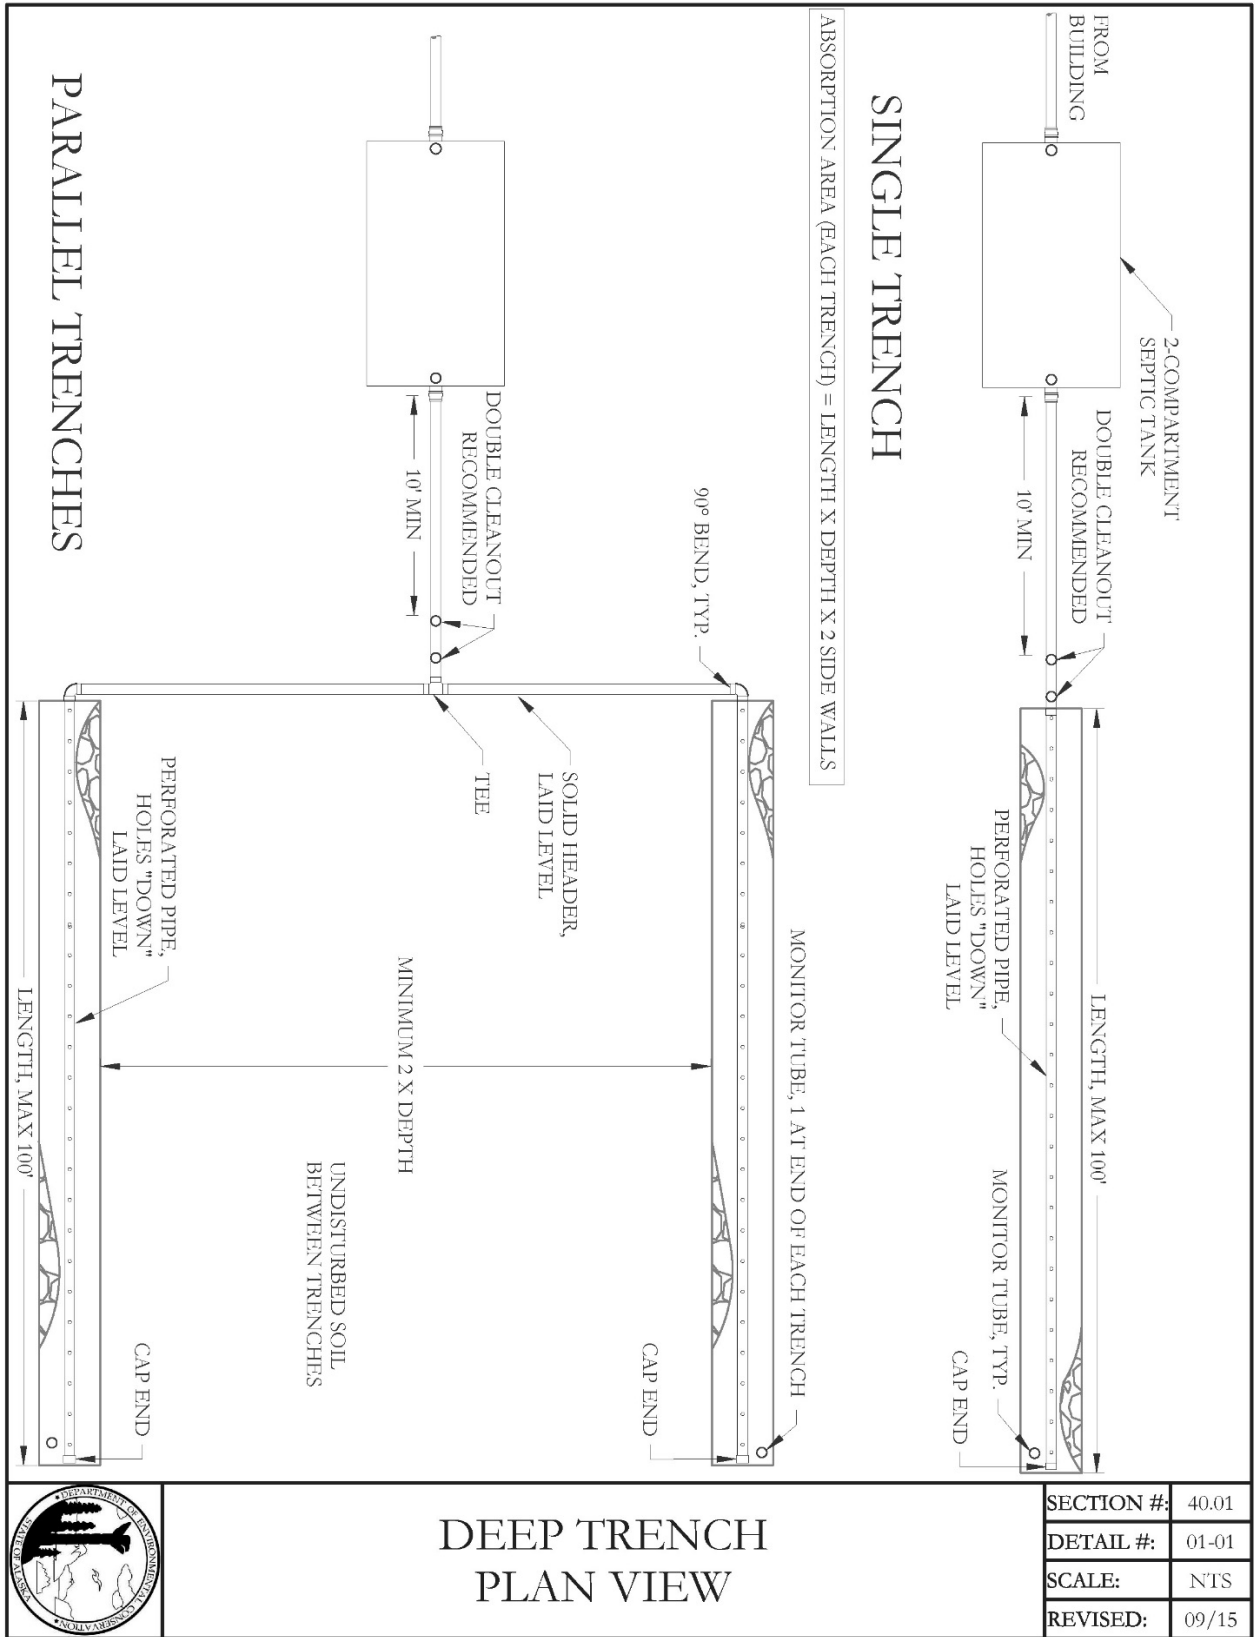 FROM
BUILDING
2-COMPARTMENT
SEPTIC TANK
DOUBLE CLEANOUT
RECOMMENDED
10' MIN
LENGTH, MAX 100'
PERFORATED PIPE,
HOLES "DOWN"
LAID LEVEL
MONITOR TUBE, TYP.
CAP END
SINGLE TRENCH
ABSORPTION AREA (EACH TRENCH) = LENGTH X DEPTH X 2 SIDE WALLS
MONITOR TUBE, 1 AT END OF EACH TRENCH
90° BEND, TYP.
CAP END
DOUBLE CLEANOUT
RECOMMENDED
10' MIN
SOLID HEADER,
LAID LEVEL
TEE
MINIMUM 2 X DEPTH
UNDISTURBED SOIL
BETWEEN TRENCHES
PERFORATED PIPE,
HOLES "DOWN"
LAID LEVEL
CAP END
LENGTH, MAX 100'
PARALLEL TRENCHES
DEPARTMENT OF ENVIRONMENTAL CONSERVATION
STATE OF ALASKA
DEEP TRENCH
PLAN VIEW
SECTION #: 40.01
DETAIL #: 01-01
SCALE: NTS
REVISED: 09/15